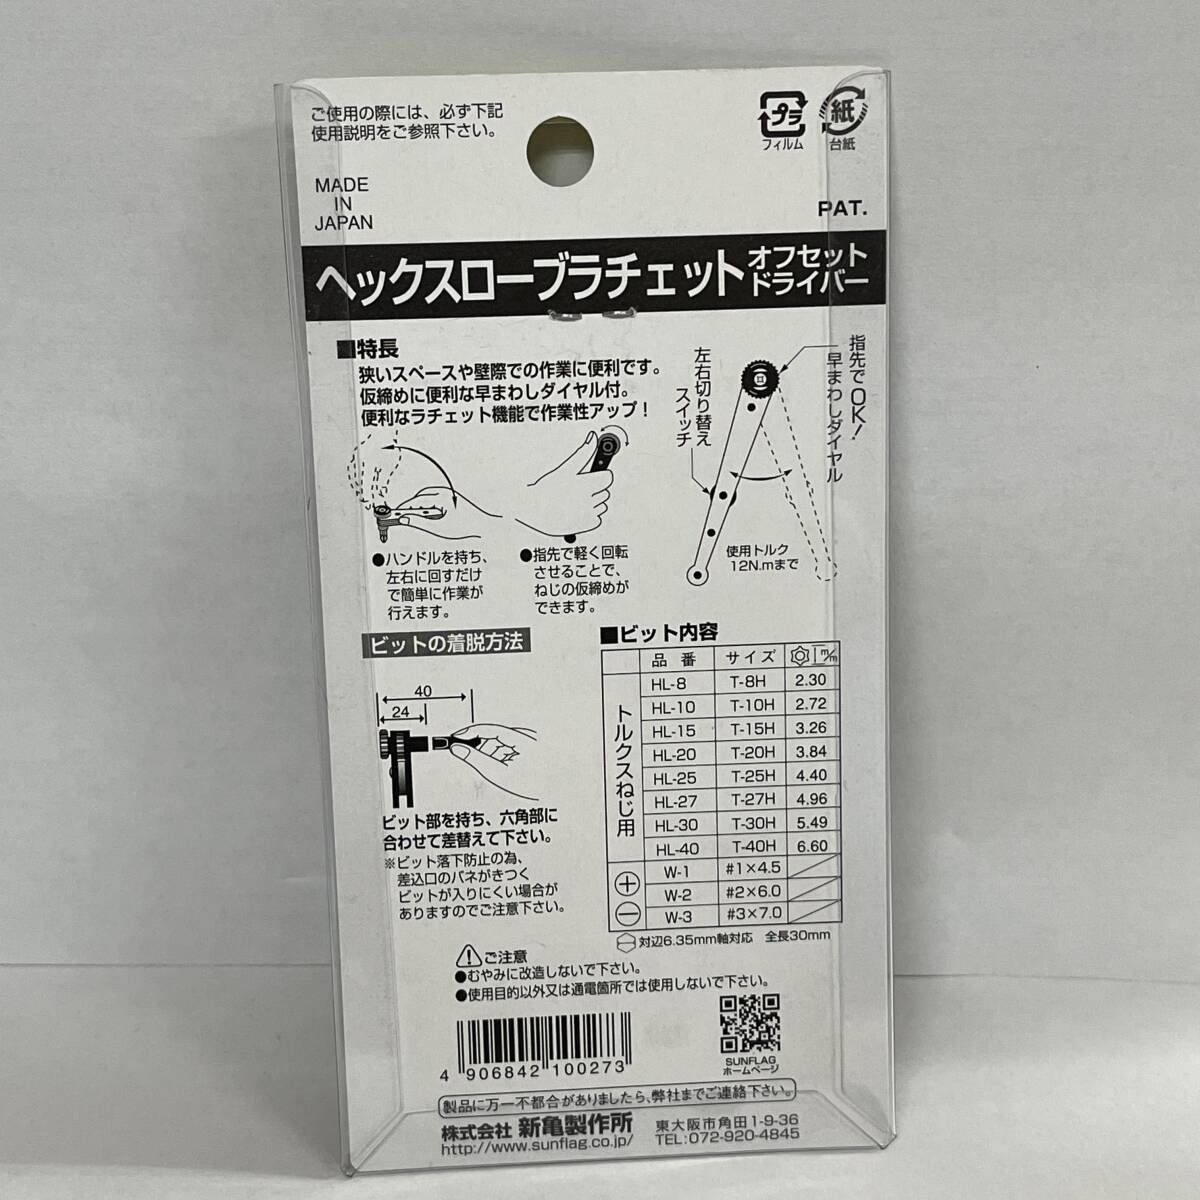 ご使用の際には、必ず下記
使用説明をご参照下さい。
プラ
フィルム
紙
台紙
MADE
IN
JAPAN
PAT.
ヘックスローブラチェット
オフセット
ドライバー
■特長
狭いスペースや壁際での作業に便利です。
仮締めに便利な早まわしダイヤル付。
便利なラチェット機能で作業性アップ!
左右切り替え
スイッチ
指先でOK!
早まわしダイヤル
使用トルク
12N.mまで
●ハンドルを持ち、
左右に回すだけ
で簡単に作業が
行えます。
●指先で軽く回転
させることで、
ねじの仮締めが
できます。
ビットの着脱方法
40
24
ビット部を持ち、六角部に
合わせて差替えて下さい。
※ビット落下防止の為、
差込口のバネがきつく
ビットが入りにくい場合が
ありますのでご注意下さい。
■ビット内容
品番 サイズ m/m
トルクスねじ用
HL-8 T-8H 2.30
HL-10 T-10H 2.72
HL-15 T-15H 3.26
HL-20 T-20H 3.84
HL-25 T-25H 4.40
HL-27 T-27H 4.96
HL-30 T-30H 5.49
HL-40 T-40H 6.60
W-1 #1×4.5
W-2 #2×6.0
W-3 #3×7.0
対辺6.35mm軸対応 全長30mm
ご注意
●むやみに改造しないで下さい。
●使用目的以外又は通電箇所では使用しないで下さい。
4 906842 100273
SUNFLAG
ホームページ
製品に万一不都合がありましたら、弊社までご連絡下さい。
株式会社 新亀製作所
http://www.sunflag.co.jp/
東大阪市角田1-9-36
TEL:072-920-4845